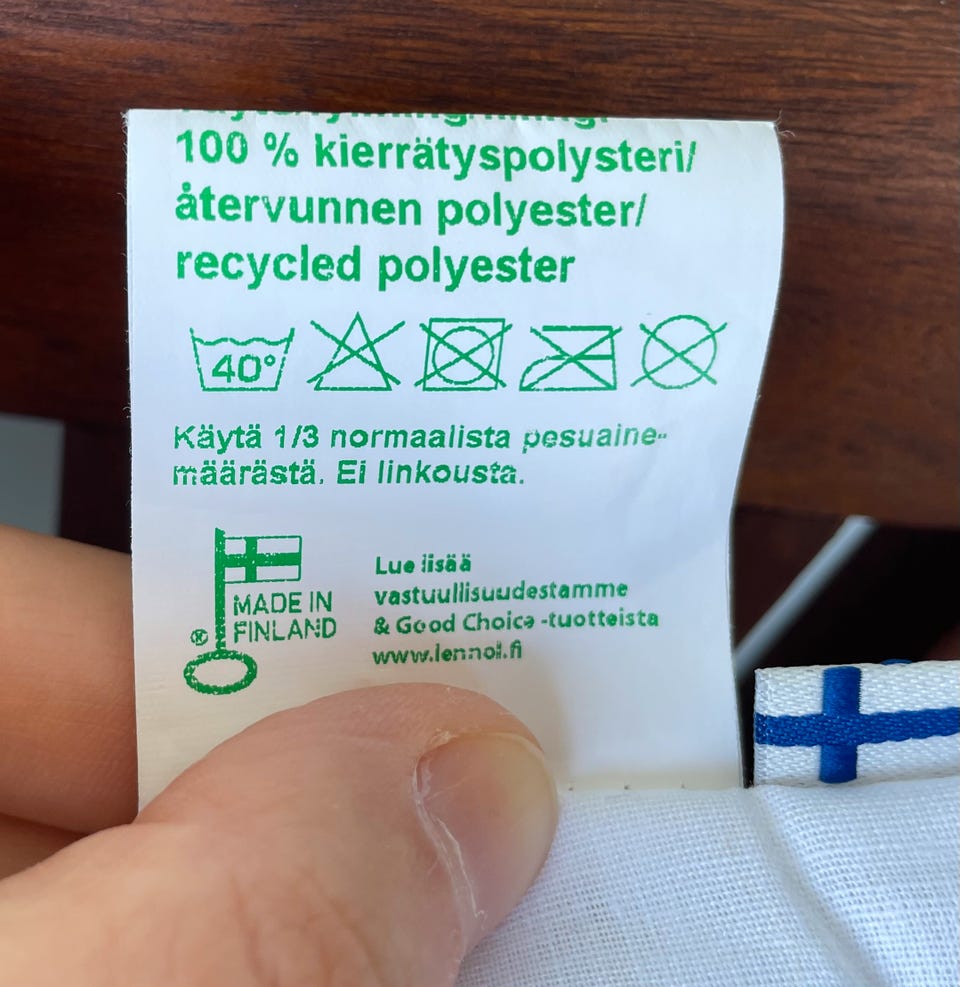 100 % kierrätyspolysteri/
återvunnen polyester/
recycled polyester
40°
Käytä 1/3 normaalista pesuaine-
määrästä. Ei linkousta.
MADE IN
FINLAND
®
Lue lisää
vastuullisuudestamme
& Good Choice -tuotteista
www.lennol.fi